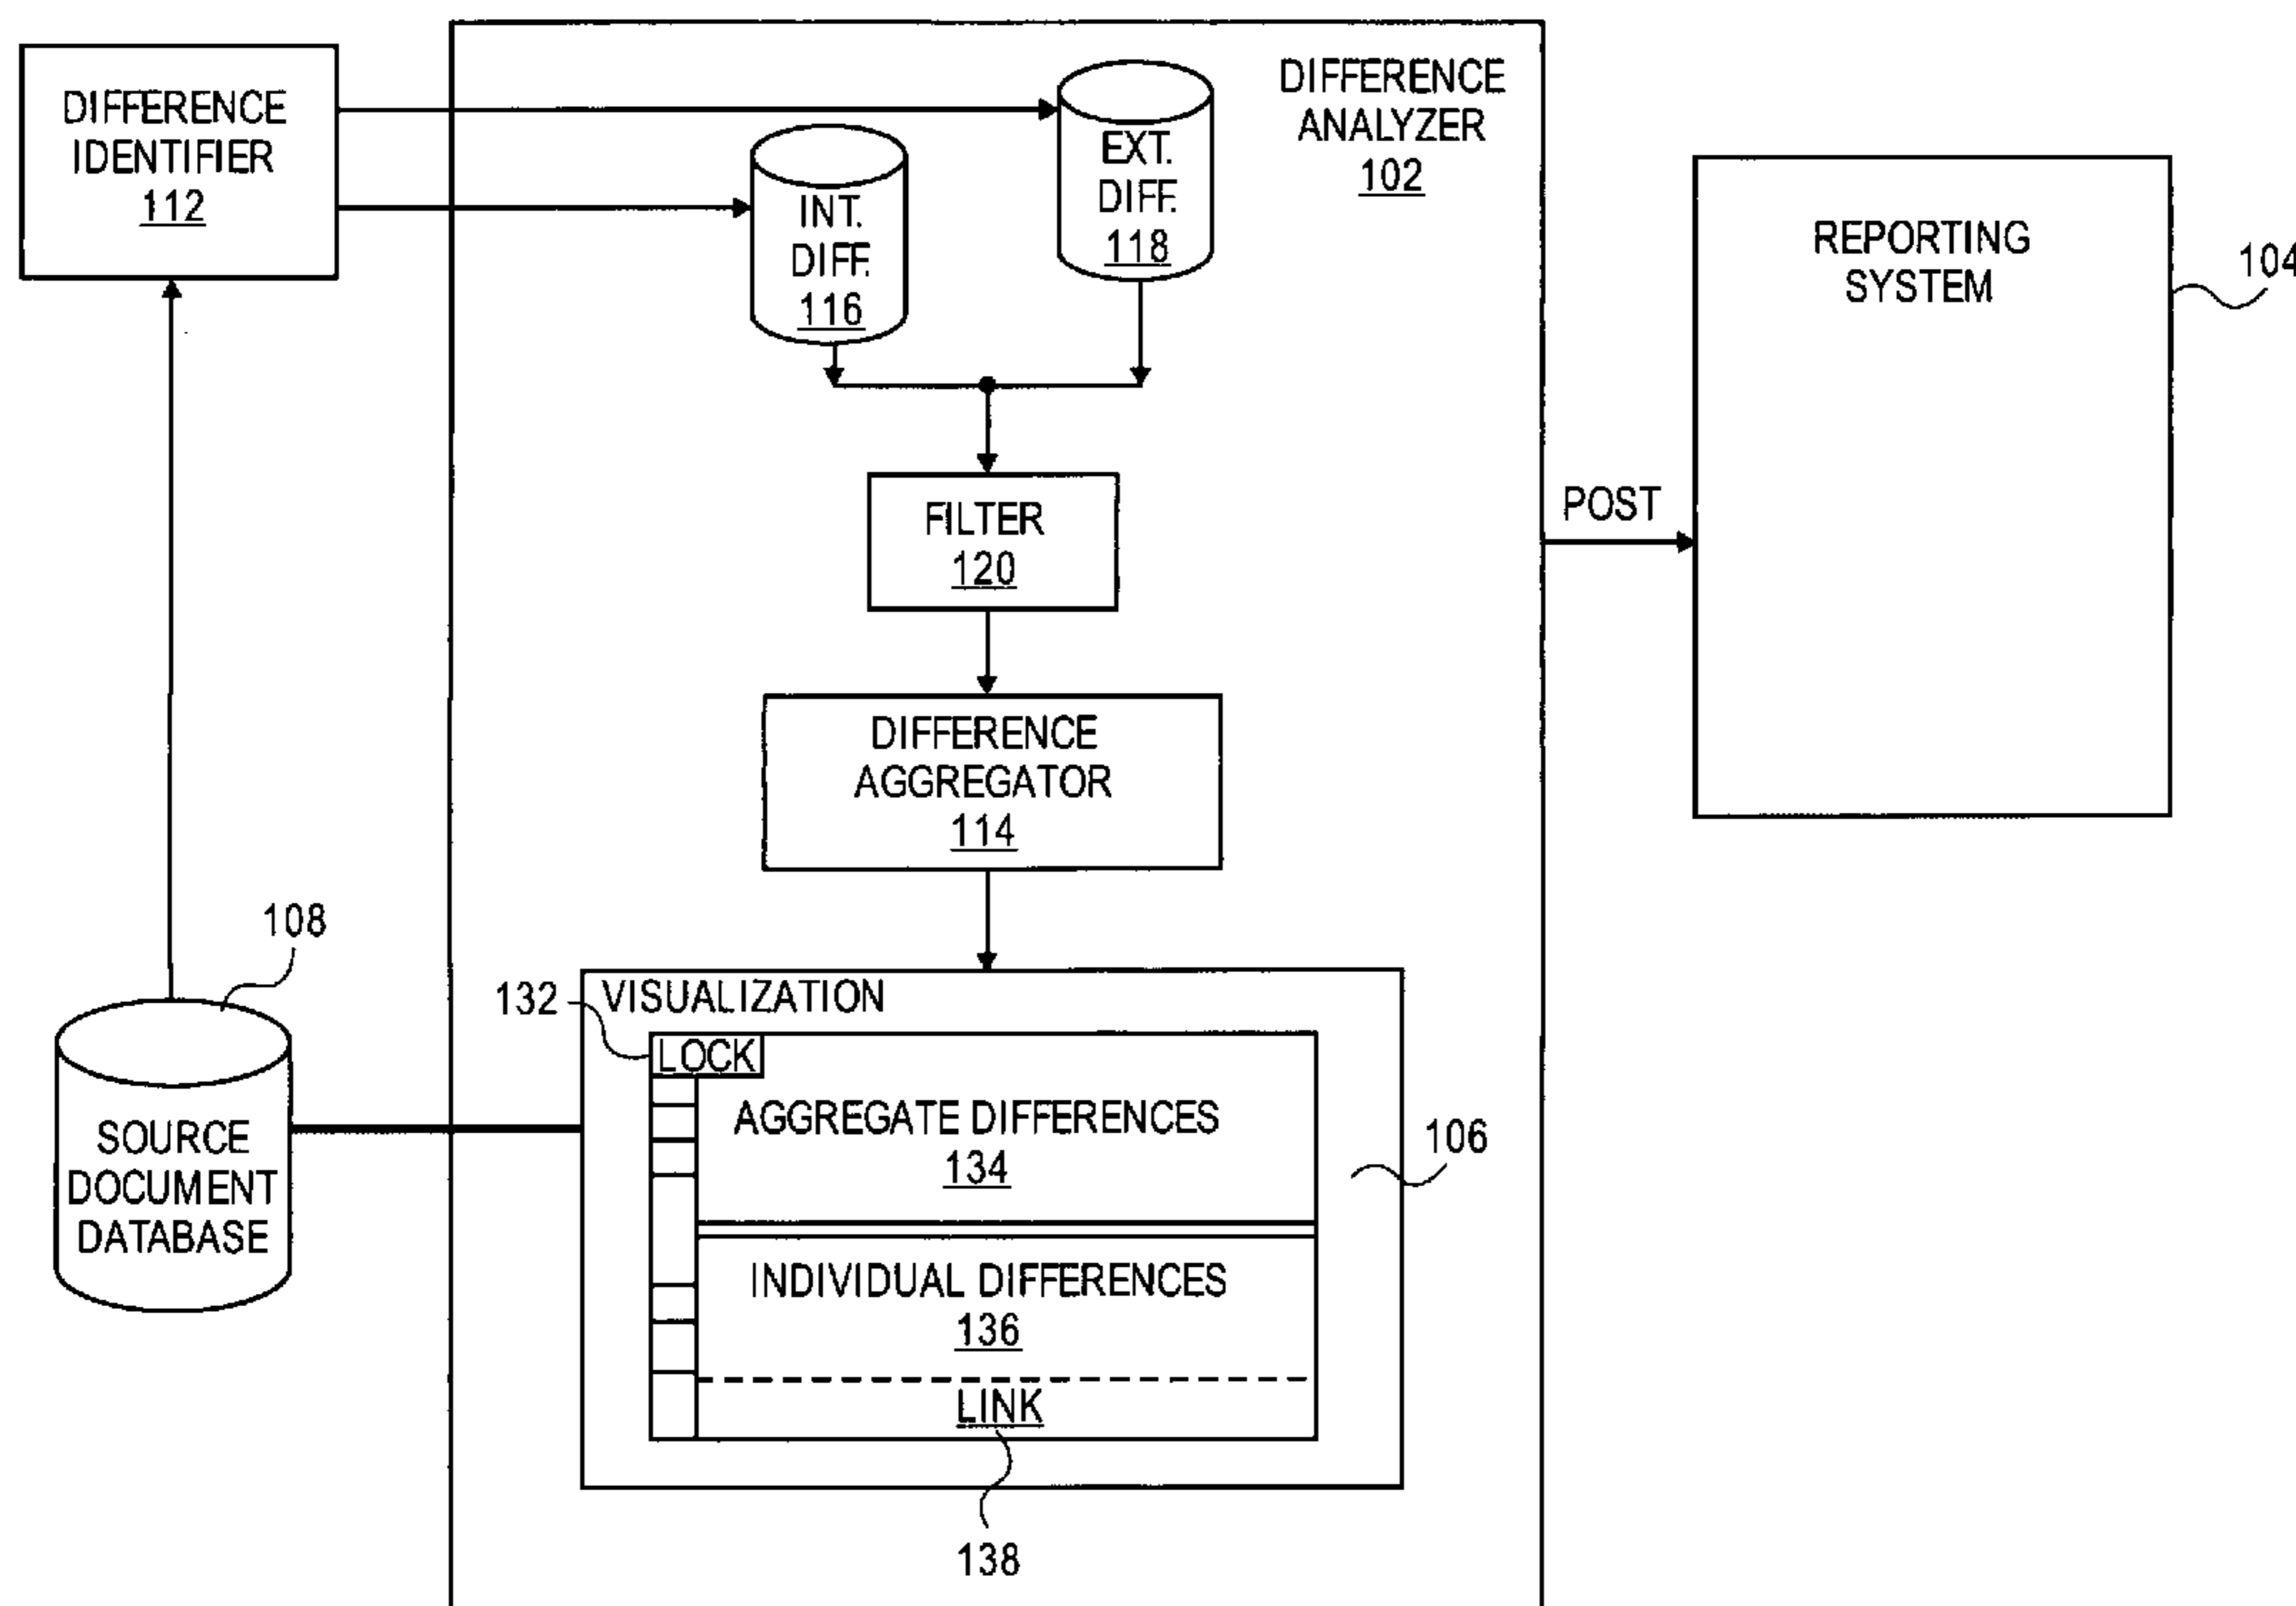 DIFFERENCE
IDENTIFIER
112
INT.
DIFF.
116
EXT.
DIFF.
118
DIFFERENCE
ANALYZER
102
REPORTING
SYSTEM
104
FILTER
120
POST
DIFFERENCE
AGGREGATOR
114
108
SOURCE
DOCUMENT
DATABASE
VISUALIZATION
132
LOCK
AGGREGATE DIFFERENCES
134
106
INDIVIDUAL DIFFERENCES
136
LINK
138